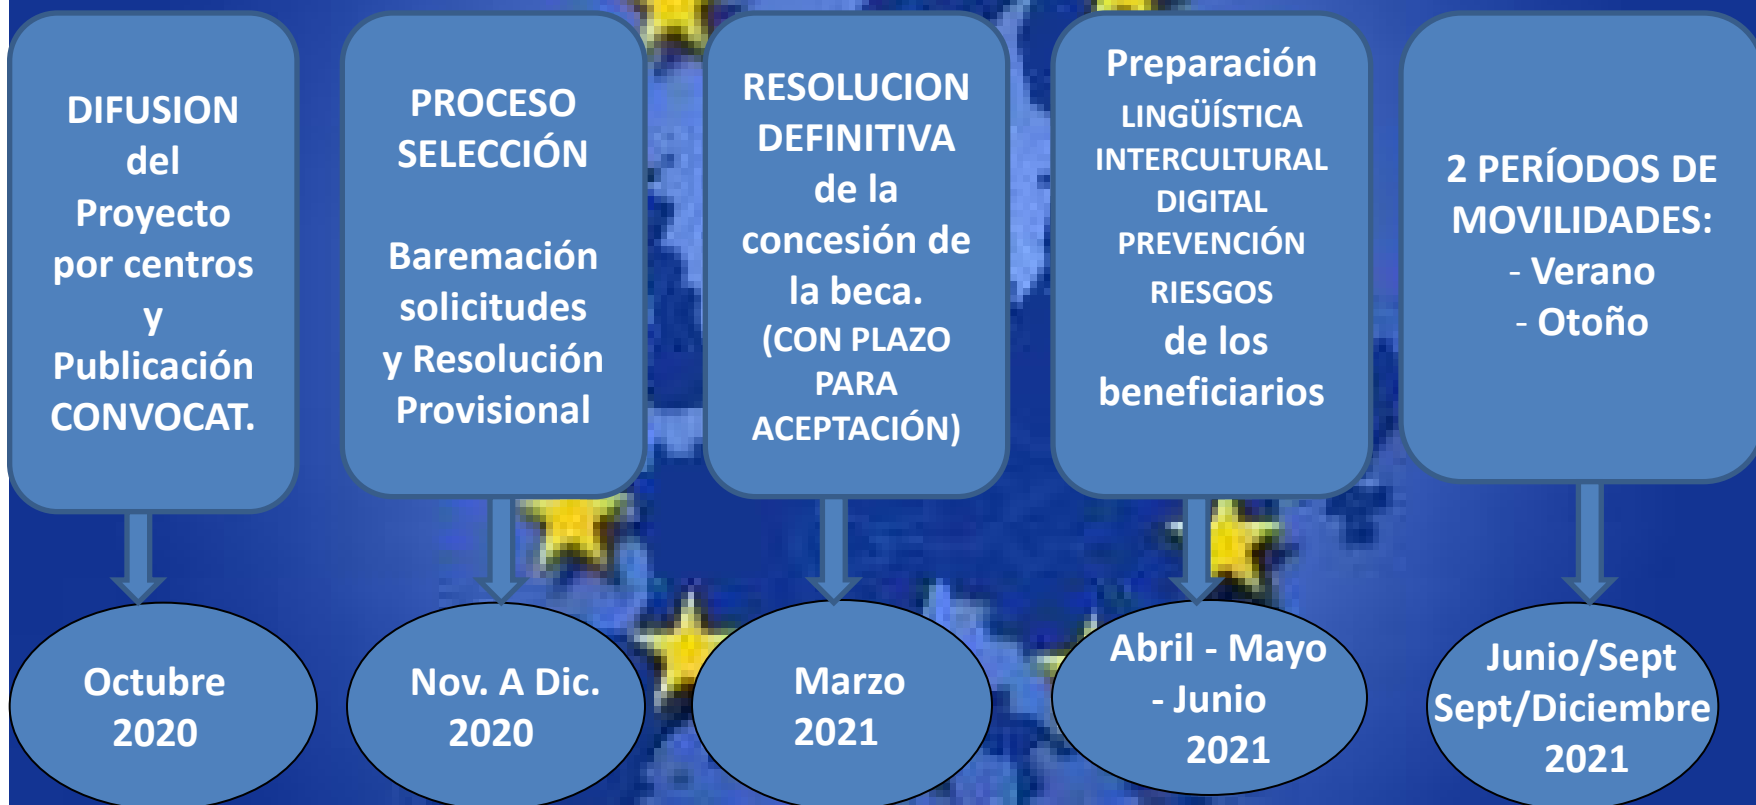 DIFUSION
del
Proyecto
por centros
y
Publicación
CONVOCAT.
PROCESO
SELECCIÓN
Baremación
solicitudes
y Resolución
Provisional
RESOLUCION
DEFINITIVA
de la
concesión de
la beca.
(CON PLAZO
PARA
ACEPTACIÓN)
Preparación
LINGÜÍSTICA
INTERCULTURAL
DIGITAL
PREVENCIÓN
RIESGOS
de los
beneficiarios
2 PERÍODOS DE
MOVILIDADES:
- Verano
- Otoño
Octubre
2020
Nov. A Dic.
2020
Marzo
2021
Abril - Mayo
- Junio
2021
Junio/Sept
Sept/Diciembre
2021